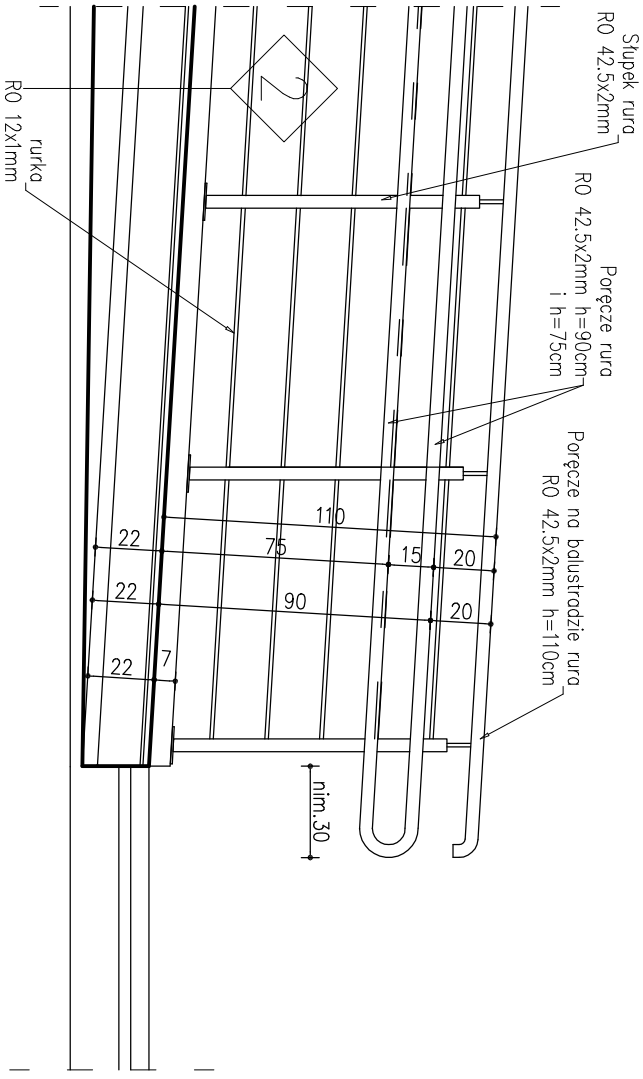 Słupek rura
RO 42.5x2mm
Poręcze rura
RO 42.5x2mm h=90cm
i h=75cm
Poręcze na balustradzie rura
RO 42.5x2mm h=110cm
2
rurka
RO 12x1mm
110
22
75
15
20
22
90
20
22
7
nim.30